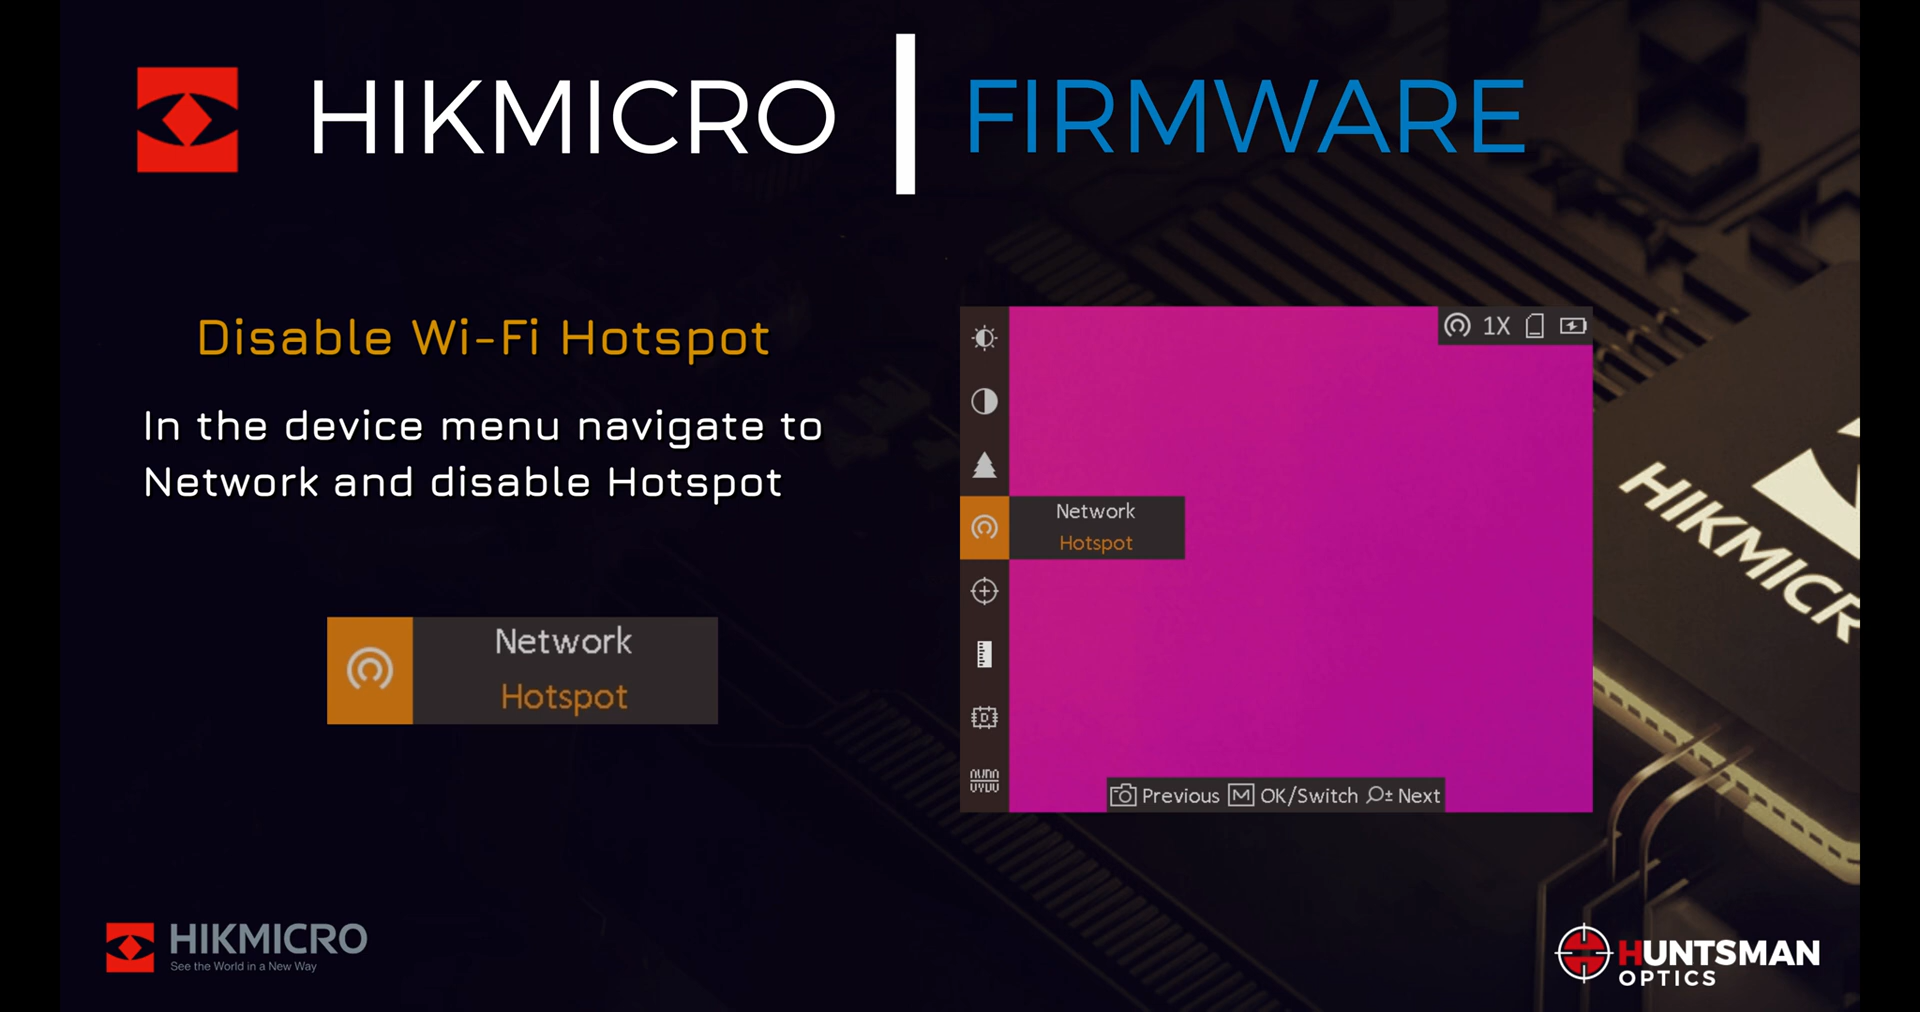 HIKMICRO
FIRMWARE
Disable Wi-Fi Hotspot
In the device menu navigate to
Network and disable Hotspot
Network
Hotspot
1X
Network
Hotspot
D
Previous M OK/Switch ± Next
HIKMICR
HIKMICRO
See the World in a New Way
HUNTSMAN
OPTICS